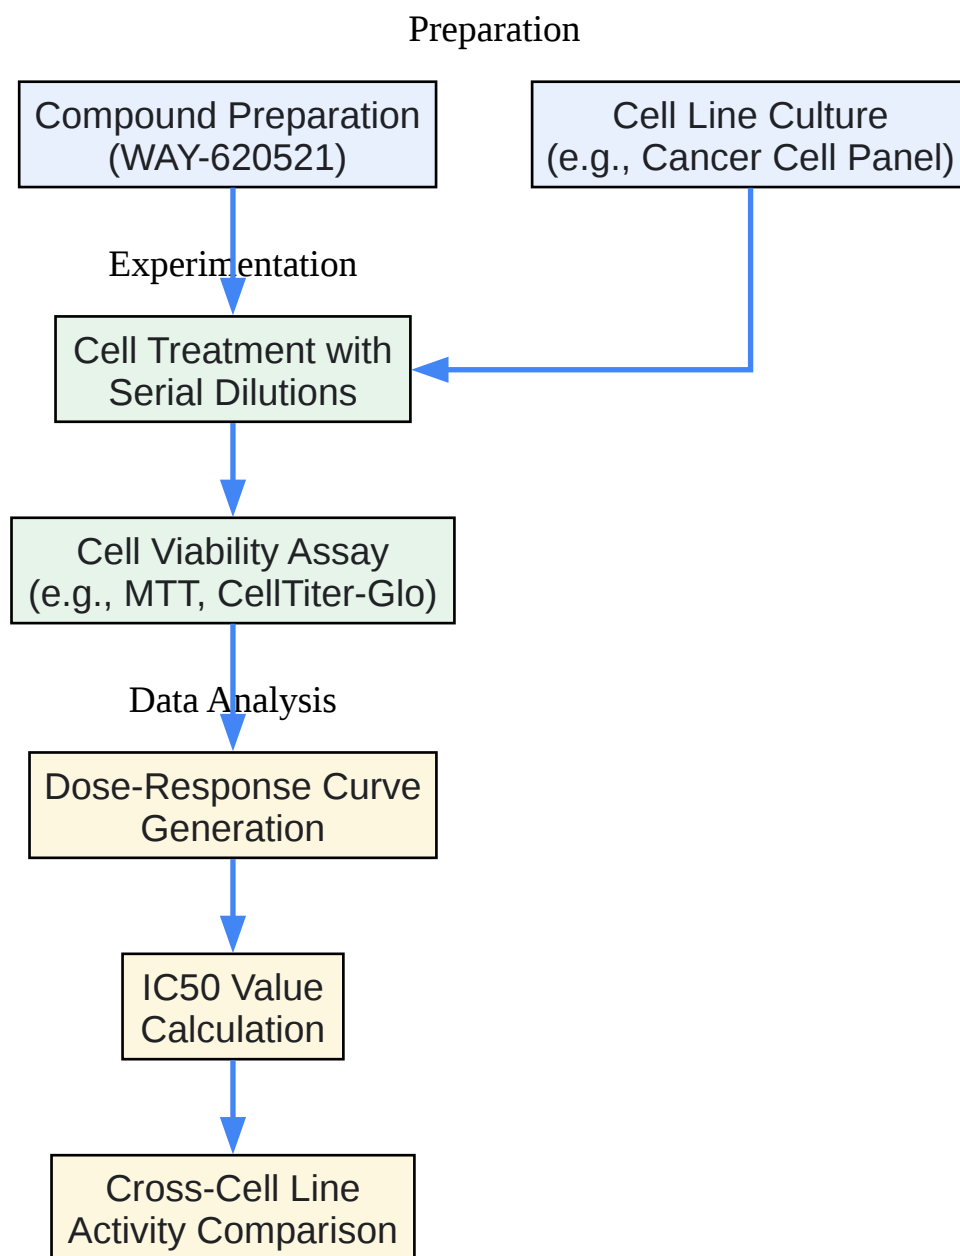 Preparation
Compound Preparation
(WAY-620521)
Cell Line Culture
(e.g., Cancer Cell Panel)
Experimentation
Cell Treatment with
Serial Dilutions
Cell Viability Assay
(e.g., MTT, CellTiter-Glo)
Data Analysis
Dose-Response Curve
Generation
IC50 Value
Calculation
Cross-Cell Line
Activity Comparison